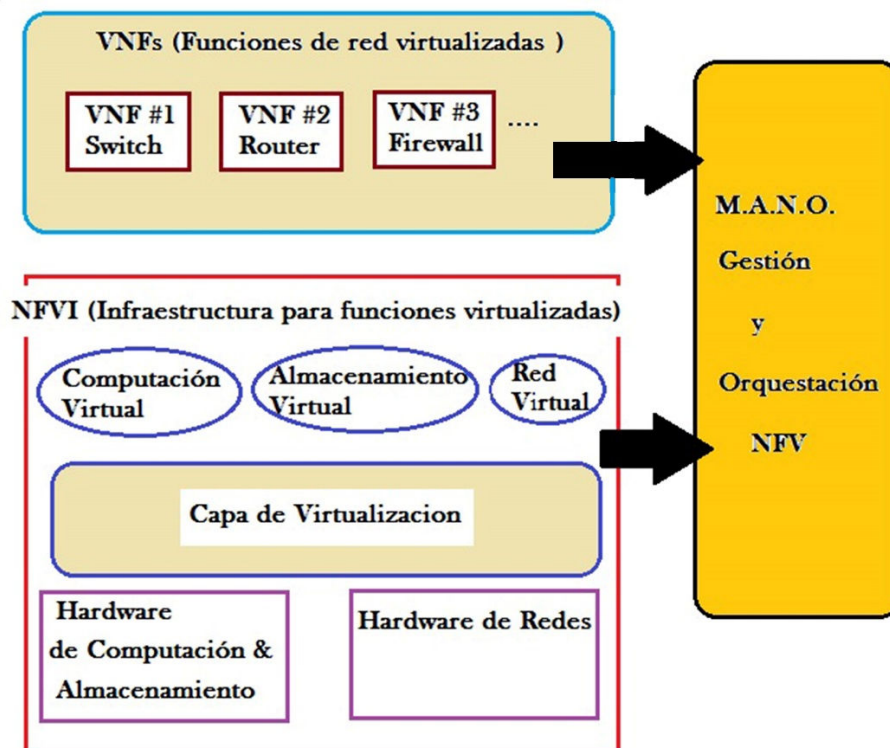 VNFs (Funciones de red virtualizadas )
VNF #1
Switch
VNF #2
Router
VNF #3
Firewall
....
NFVI (Infraestructura para funciones virtualizadas)
Computación
Virtual
Almacenamiento
Virtual
Red
Virtual
Capa de Virtualizacion
Hardware
de Computación &
Almacenamiento
Hardware de Redes
M.A.N.O.
Gestión
y
Orquestación
NFV